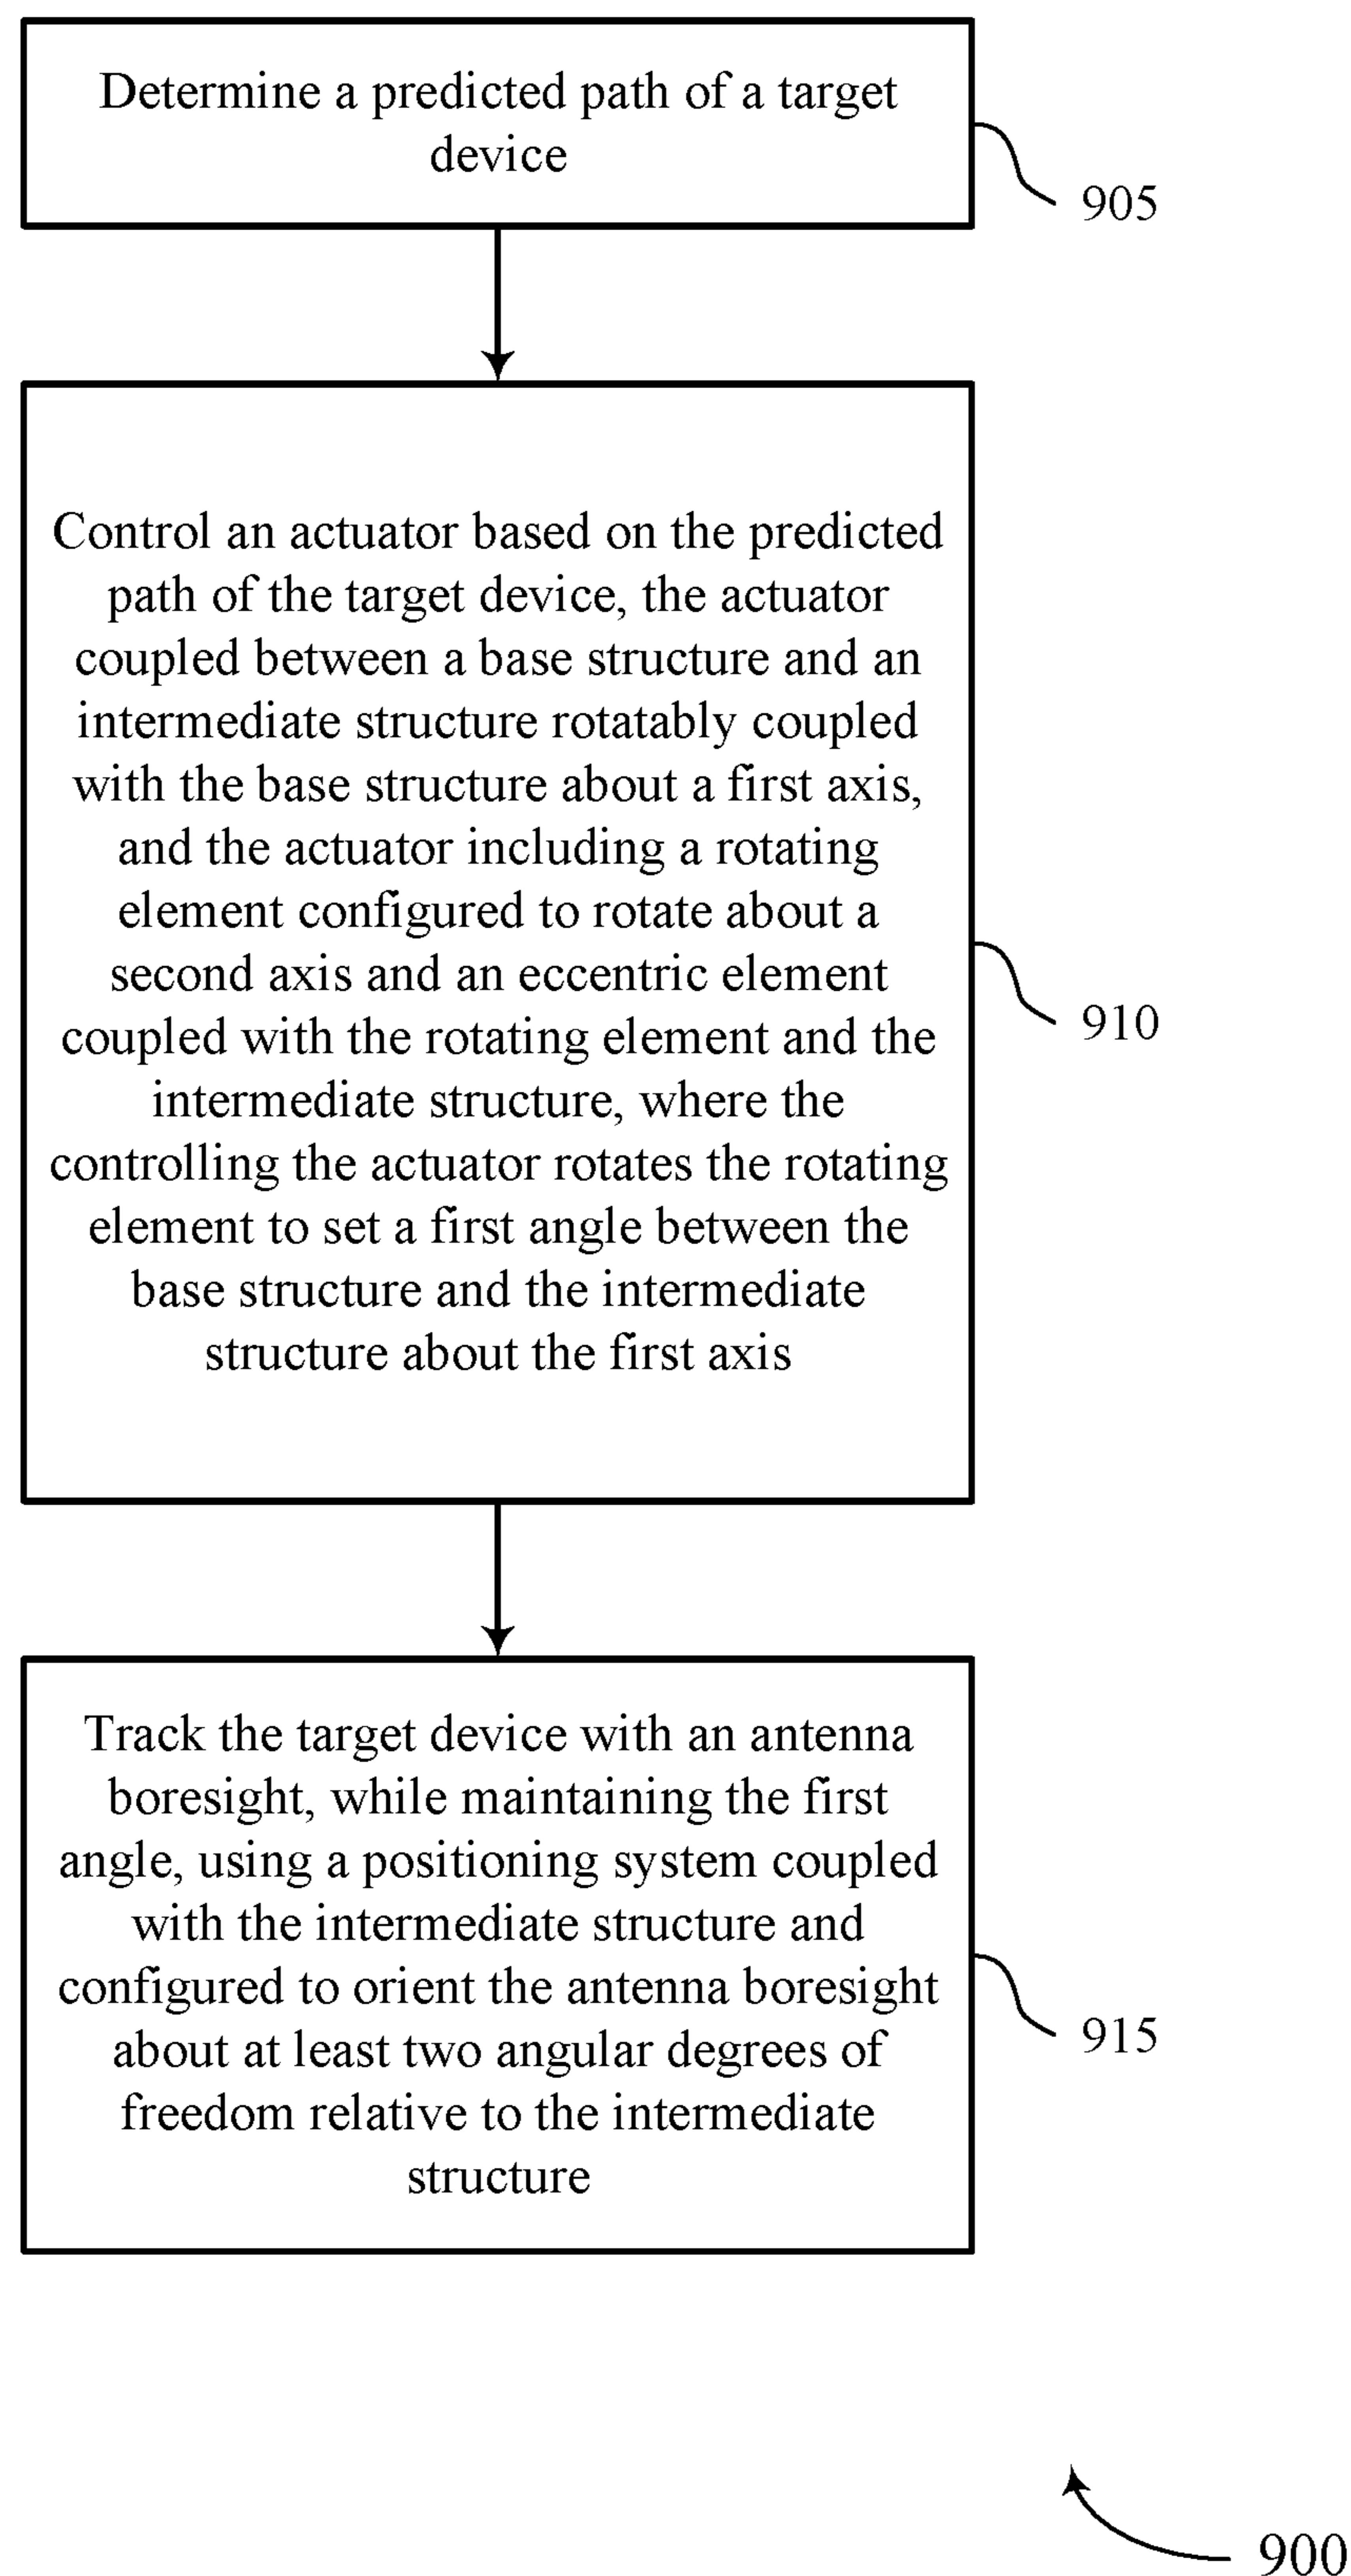 Determine a predicted path of a target
device
905
Control an actuator based on the predicted
path of the target device, the actuator
coupled between a base structure and an
intermediate structure rotatably coupled
with the base structure about a first axis,
and the actuator including a rotating
element configured to rotate about a
second axis and an eccentric element
coupled with the rotating element and the
intermediate structure, where the
controlling the actuator rotates the rotating
element to set a first angle between the
base structure and the intermediate
structure about the first axis
910
Track the target device with an antenna
boresight, while maintaining the first
angle, using a positioning system coupled
with the intermediate structure and
configured to orient the antenna boresight
about at least two angular degrees of
freedom relative to the intermediate
structure
915
900